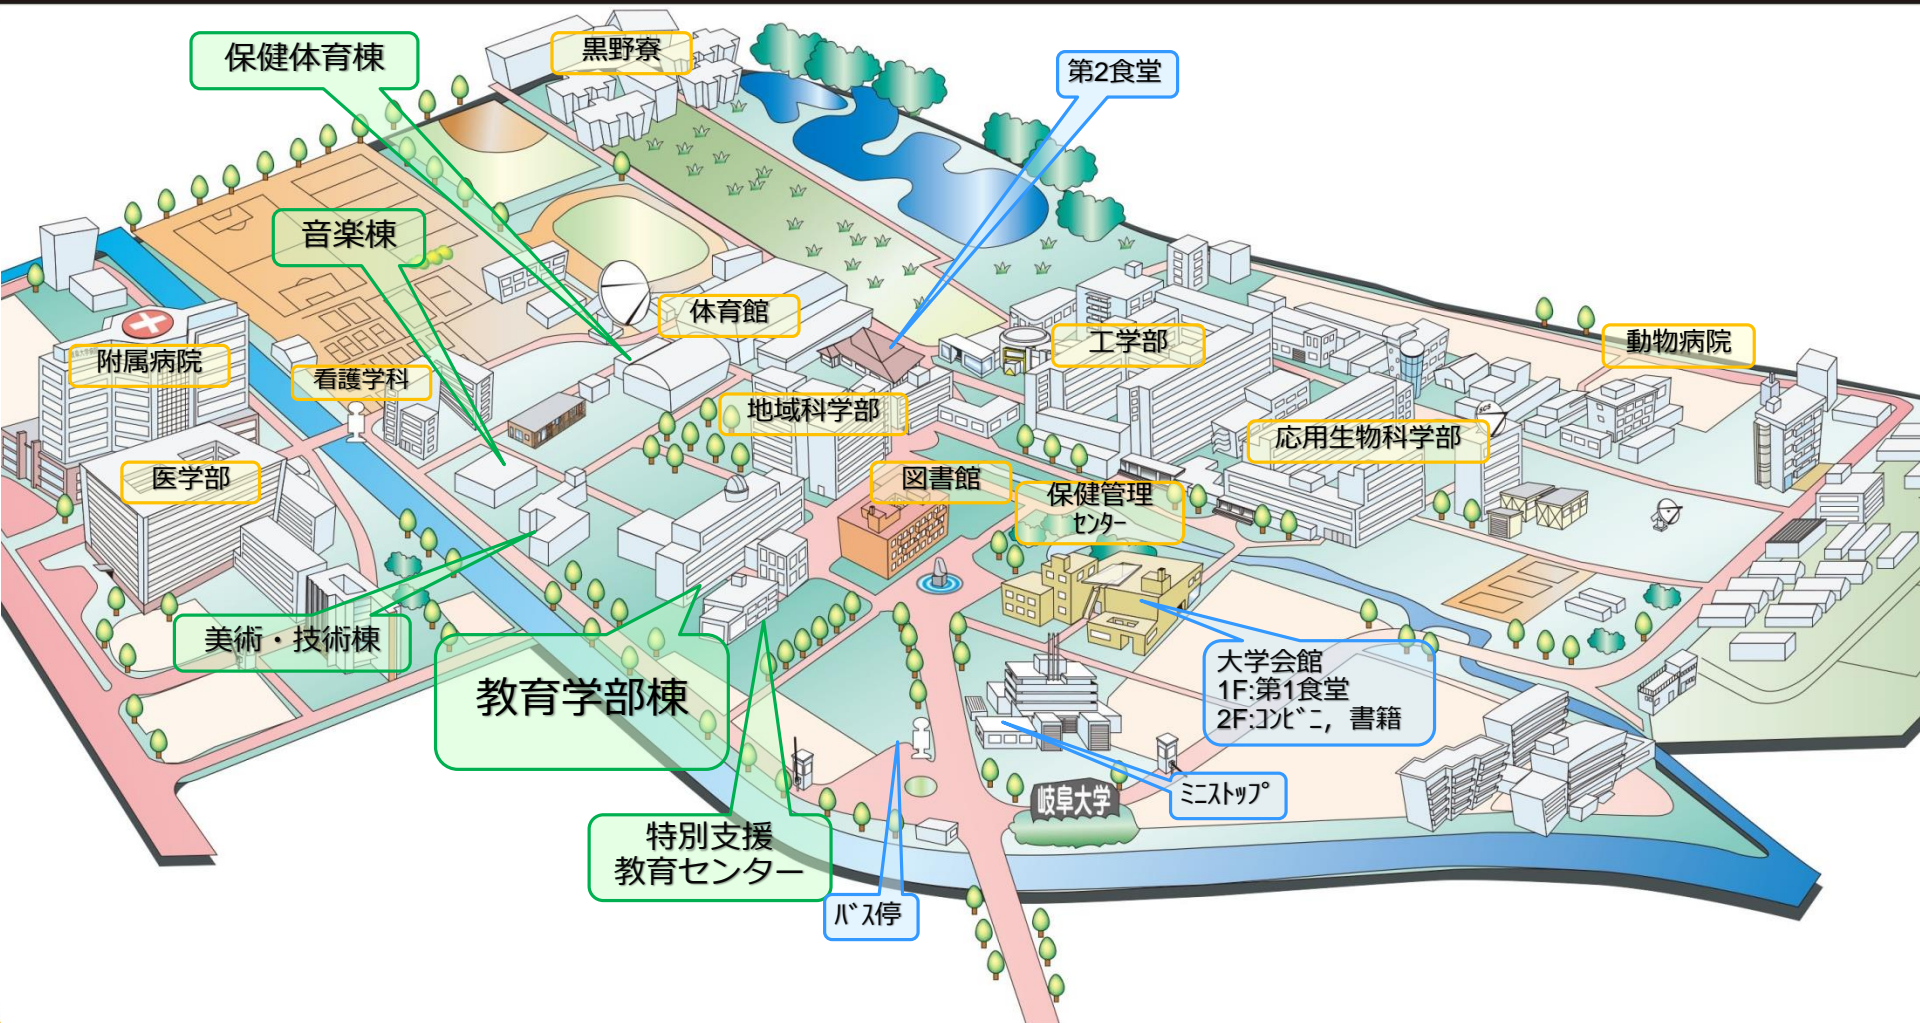 保健体育棟
黒野寮
第2食堂
音楽棟
体育館
工学部
動物病院
附属病院
看護学科
地域科学部
応用生物科学部
医学部
図書館
保健管理
ｾﾝﾀｰ
美術・技術棟
教育学部棟
大学会館
1F:第1食堂
2F:ｺﾝﾋﾞﾆ，書籍
岐阜大学
ﾐﾆｽﾄｯﾌﾟ
特別支援
教育センター
ﾊﾞｽ停